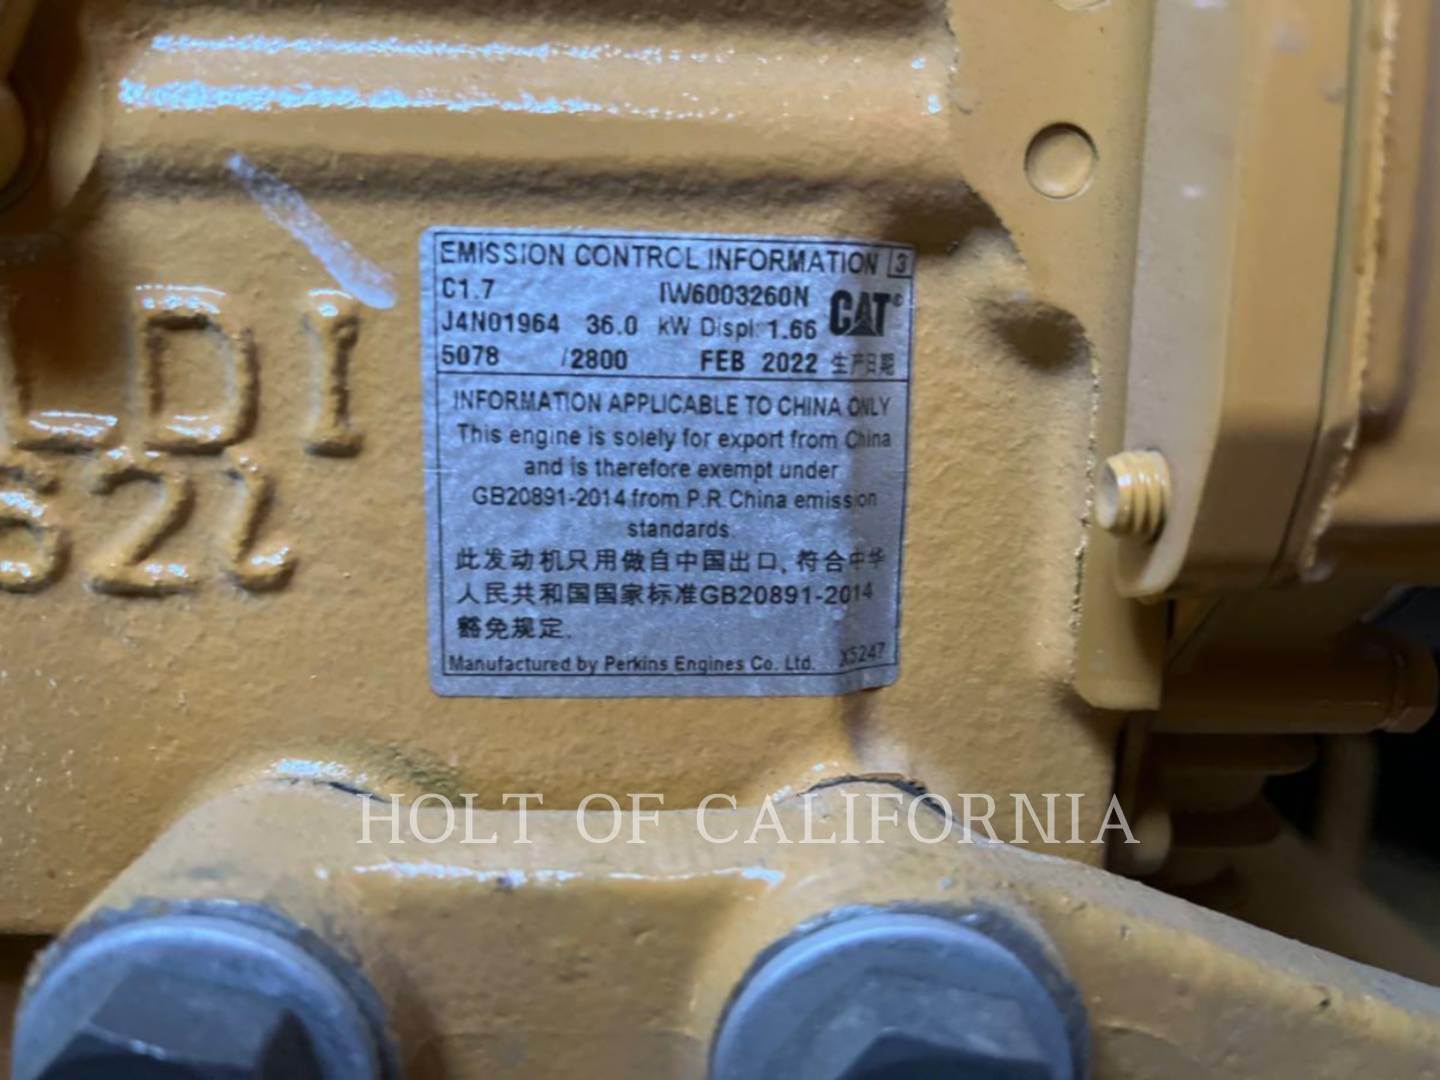 EMISSION CONTROL INFORMATION 3
C1.7 IW6003260N CAT
J4N01964 36.0 kW Displ: 1.66
5078 /2800 FEB 2022 生产日期
INFORMATION APPLICABLE TO CHINA ONLY
This engine is solely for export from China
and is therefore exempt under
GB20891-2014 from P.R.China emission
standards.
此发动机只用做自中国出口, 符合中华
人民共和国国家标准GB20891-2014
豁免规定.
Manufactured by Perkins Engines Co. Ltd. X5247
LDI
62
HOLT OF CALIFORNIA